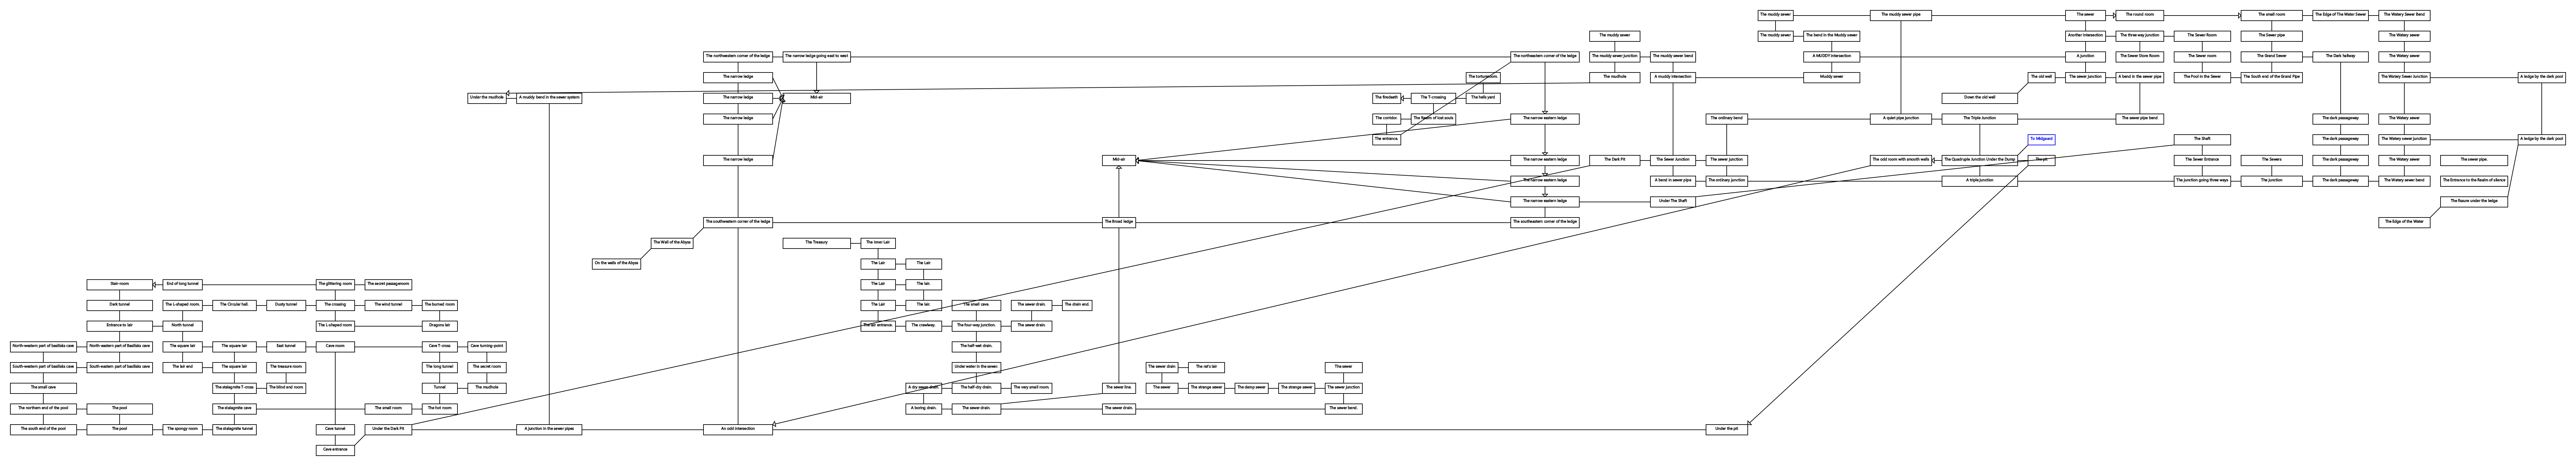 The muddy sewer
The muddy sewer pipe
The sewer
The round room
The small room
The Edge of The Water Sewer
The Watery Sewer Bend
The muddy sewer
The muddy sewer
The bend in the Muddy sewer
Another intersection
The three way junction
The Sewer Room
The Sewer pipe
The Watery sewer
The northeastern corner of the ledge
The narrow ledge going east to west
The northeastern corner of the ledge
The muddy sewer junction
The muddy sewer bend
A MUDDY intersection
A junction
The Sewer Store Room
The Sewer room
The Grand Sewer
The Dark hallway
The Watery sewer
The narrow ledge
The tortureroom.
The mudhole
A muddy intersection
Muddy sewer
The old well
The sewer junction
A bend in the sewer pipe
The Pool in the Sewer
The South end of the Grand Pipe
The Watery Sewer Junction
A ledge by the dark pool
Under the mudhole
A muddy bend in the sewer system
The narrow ledge
Mid-air
The firedeath
The T-crossing
The hells yard
Down the old well
The narrow ledge
The corridor.
The Realm of lost souls
The narrow eastern ledge
The ordinary bend
A quiet pipe junction
The Triple Junction
The sewer pipe bend
The dark passageway
The Watery sewer
The entrance.
To Midgaard
The Shaft
The dark passageway
The Watery sewer junction
A ledge by the dark pool
The narrow ledge
Mid-air
The narrow eastern ledge
The Dark Pit
The Sewer Junction
The sewer junction
The odd room with smooth walls
The Quadruple Junction Under the Dump
The pit
The Sewer Entrance
The Sewers
The dark passageway
The Watery sewer
The sewer pipe.
The narrow eastern ledge
A bend in sewer pipe
The ordinary junction
A triple junction
The junction going three ways
The junction
The dark passageway
The Watery sewer bend
The Entrance to the Realm of silence
The narrow eastern ledge
Under The Shaft
The fissure under the ledge
The southwestern corner of the ledge
The Broad ledge
The southeastern corner of the ledge
The Edge of the Water
The Wall of the Abyss
The Treasury
The Inner Lair
On the walls of the Abyss
The Lair
The Lair
Stair-room
End of long tunnel
The glittering room
The secret passageroom
The Lair
The lair.
Dark tunnel
The L-shaped room.
The Circular hall.
Dusty tunnel
The crossing
The wind tunnel
The burned room.
The Lair
The lair.
The small cave.
The sewer drain.
The drain end.
Entrance to lair
North tunnel
The L-shaped room
Dragons lair
The lair entrance.
The crawlway.
The four-way junction.
The sewer drain.
North-western part of basilisks cave
North-eastern part of Basilisks cave
The square lair
The square lair
East tunnel
Cave room
Cave T-cross
Cave turning-point
The half-wet drain.
South-western part of basilisks cave
South-eastern part of basilisks cave
The lair end
The square lair
The treasure room
The long tunnel
The secret room
Under water in the sewer.
The sewer drain
The rat's lair
The sewer
The small cave
The stalagmite T-cross
The blind end room
Tunnel
The mudhole
A dry sewer drain.
The half-dry drain.
The very small room.
The sewer line.
The sewer
The strange sewer
The damp sewer
The strange sewer
The sewer junction
The northern end of the pool
The pool
The stalagmite cave
The small room
The hot room
A boring drain.
The sewer drain.
The sewer drain.
The sewer bend.
The south end of the pool
The pool
The spongy room
The stalagmite tunnel
Cave tunnel
Under the Dark Pit
A junction in the sewer pipes
An odd intersection
Under the pit
Cave entrance